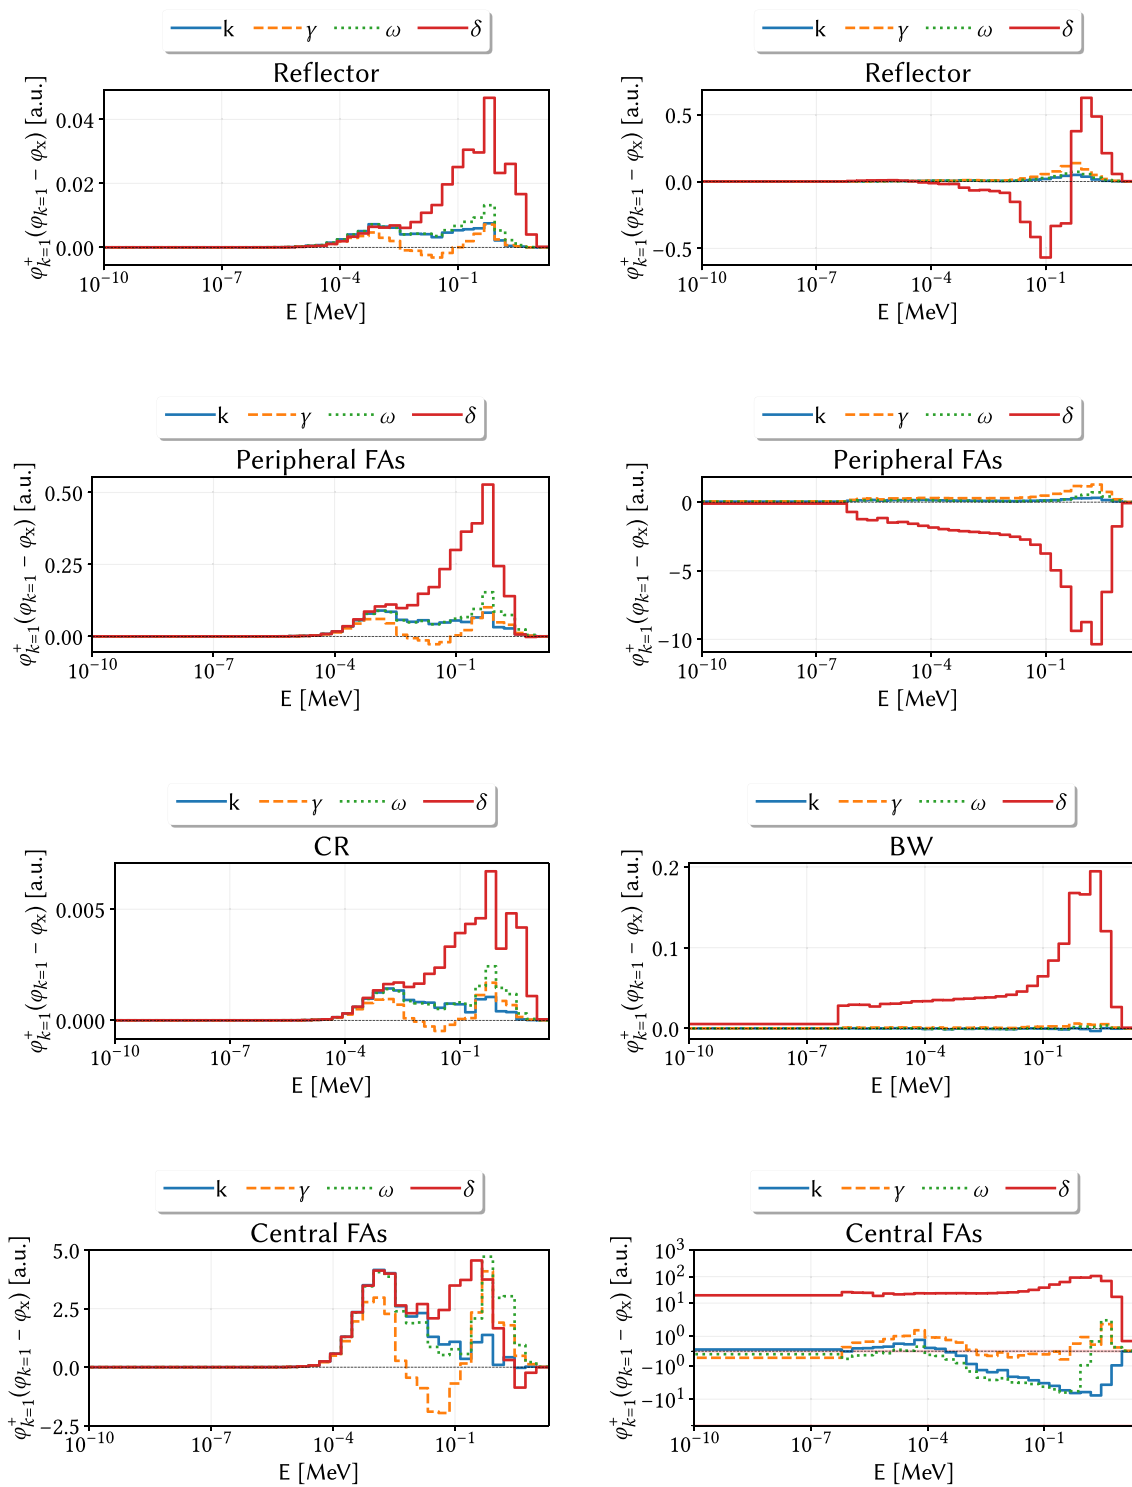 k γ ω δ
Reflector
φ⁺ₖ₌₁(φₖ₌₁ − φₓ) [a.u.]
0.04
0.02
0.00
10⁻¹⁰ 10⁻⁷ 10⁻⁴ 10⁻¹
E [MeV]
k γ ω δ
Reflector
φ⁺ₖ₌₁(φₖ₌₁ − φₓ) [a.u.]
0.5
0.0
−0.5
10⁻¹⁰ 10⁻⁷ 10⁻⁴ 10⁻¹
E [MeV]
k γ ω δ
Peripheral FAs
φ⁺ₖ₌₁(φₖ₌₁ − φₓ) [a.u.]
0.50
0.25
0.00
10⁻¹⁰ 10⁻⁷ 10⁻⁴ 10⁻¹
E [MeV]
k γ ω δ
Peripheral FAs
φ⁺ₖ₌₁(φₖ₌₁ − φₓ) [a.u.]
0
−5
−10
10⁻¹⁰ 10⁻⁷ 10⁻⁴ 10⁻¹
E [MeV]
k γ ω δ
CR
φ⁺ₖ₌₁(φₖ₌₁ − φₓ) [a.u.]
0.005
0.000
10⁻¹⁰ 10⁻⁷ 10⁻⁴ 10⁻¹
E [MeV]
k γ ω δ
BW
φ⁺ₖ₌₁(φₖ₌₁ − φₓ) [a.u.]
0.2
0.1
0.0
10⁻¹⁰ 10⁻⁷ 10⁻⁴ 10⁻¹
E [MeV]
k γ ω δ
Central FAs
φ⁺ₖ₌₁(φₖ₌₁ − φₓ) [a.u.]
5.0
2.5
0.0
−2.5
10⁻¹⁰ 10⁻⁷ 10⁻⁴ 10⁻¹
E [MeV]
k γ ω δ
Central FAs
φ⁺ₖ₌₁(φₖ₌₁ − φₓ) [a.u.]
10³
10²
10¹
10⁰
−10⁰
−10¹
10⁻¹⁰ 10⁻⁷ 10⁻⁴ 10⁻¹
E [MeV]